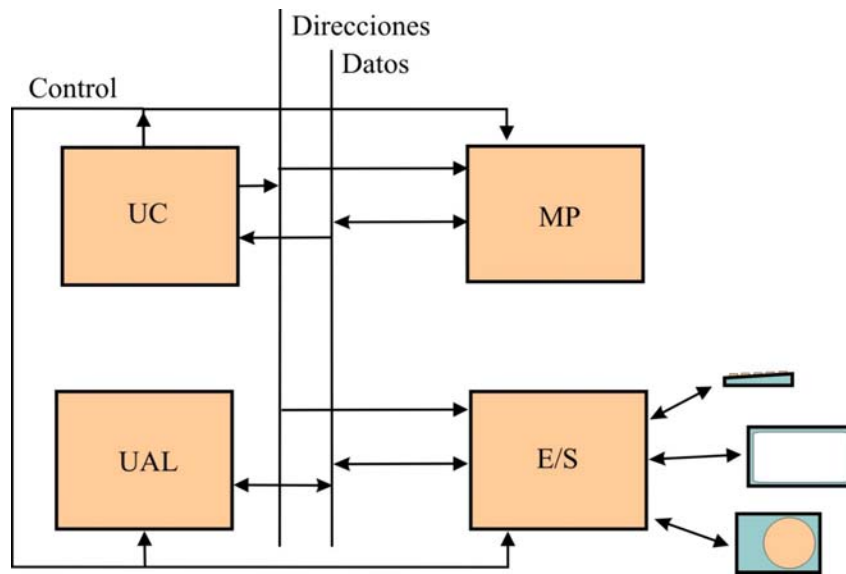 Direcciones
Datos
Control
UC
MP
UAL
E/S